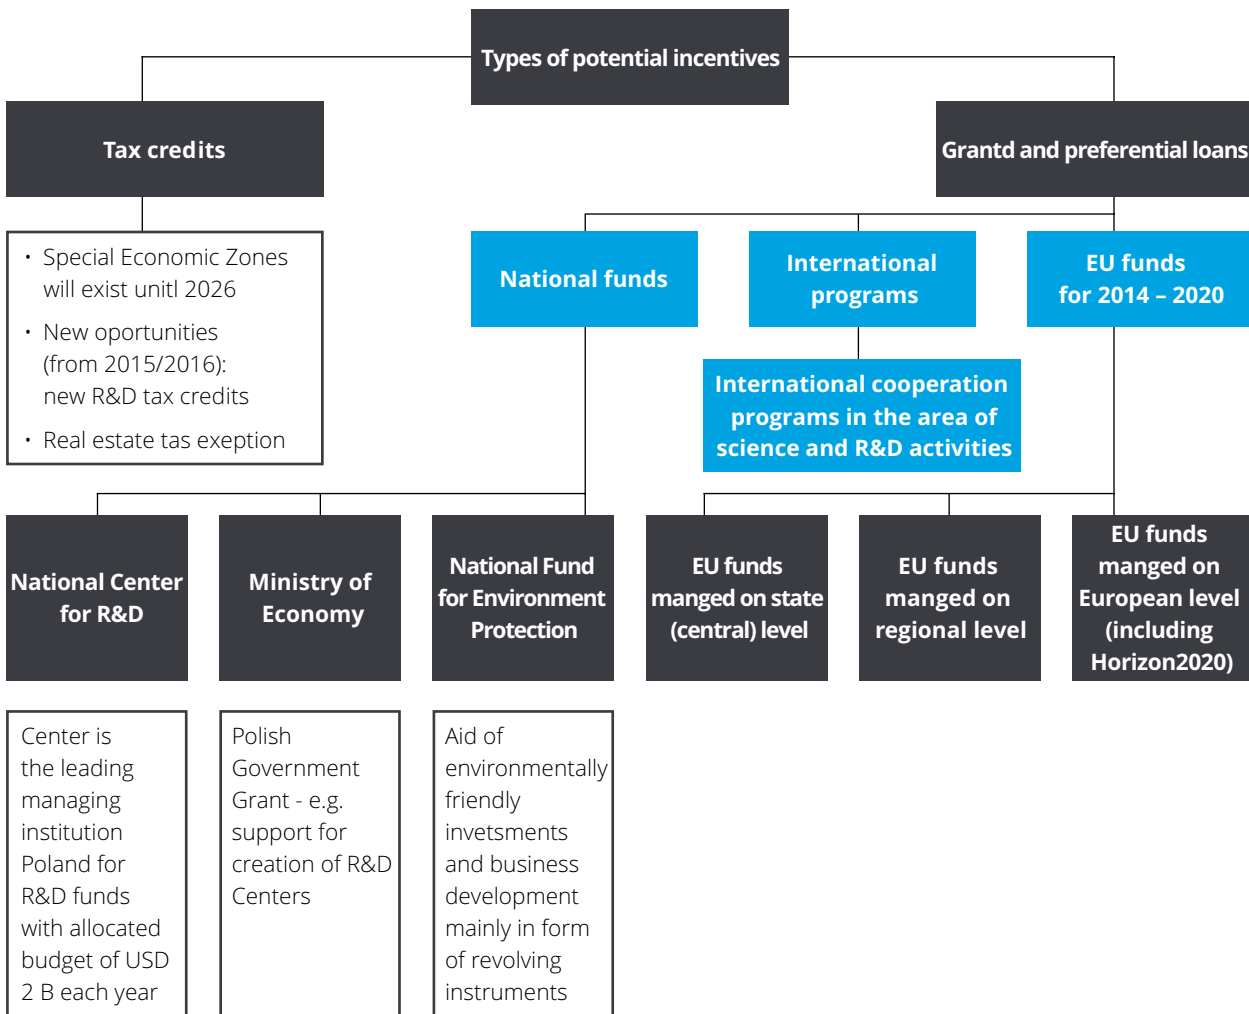 Types of potential incentives
Tax credits
Grantd and preferential loans
• Special Economic Zones
will exist unitl 2026
• New oportunities
(from 2015/2016):
new R&D tax credits
• Real estate tas exeption
National funds
International
programs
EU funds
for 2014 – 2020
International cooperation
programs in the area of
science and R&D activities
National Center
for R&D
Ministry of
Economy
National Fund
for Environment
Protection
EU funds
manged on state
(central) level
EU funds
manged on
regional level
EU funds
manged on
European level
(including
Horizon2020)
Center is
the leading
managing
institution
Poland for
R&D funds
with allocated
budget of USD
2 B each year
Polish
Government
Grant - e.g.
support for
creation of R&D
Centers
Aid of
environmentally
friendly
invetsments
and business
development
mainly in form
of revolving
instruments